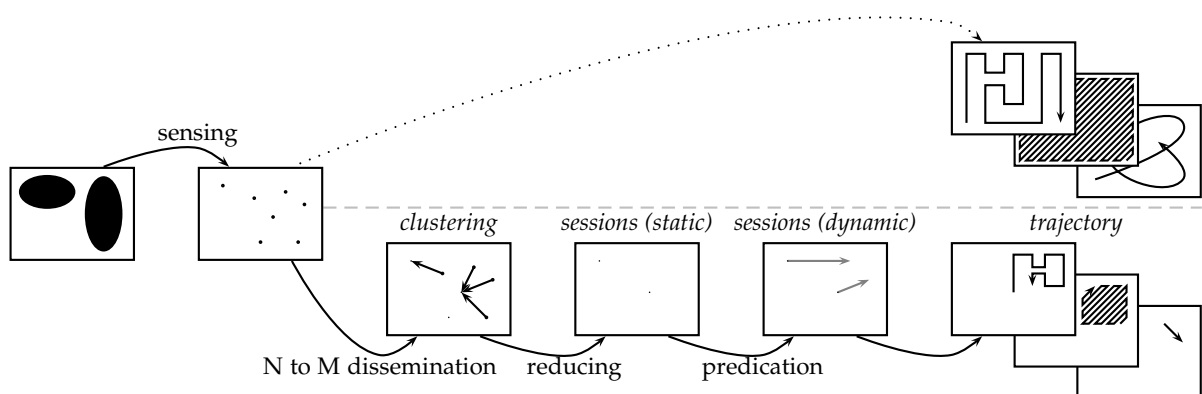 sensing
clustering
sessions (static)
sessions (dynamic)
trajectory
N to M dissemination
reducing
predication